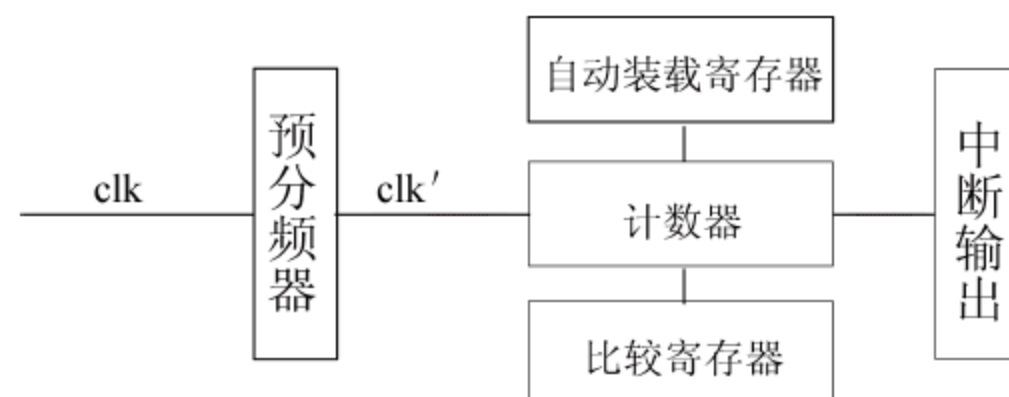 自动装载寄存器
clk
预分频器
clk′
计数器
中断输出
比较寄存器